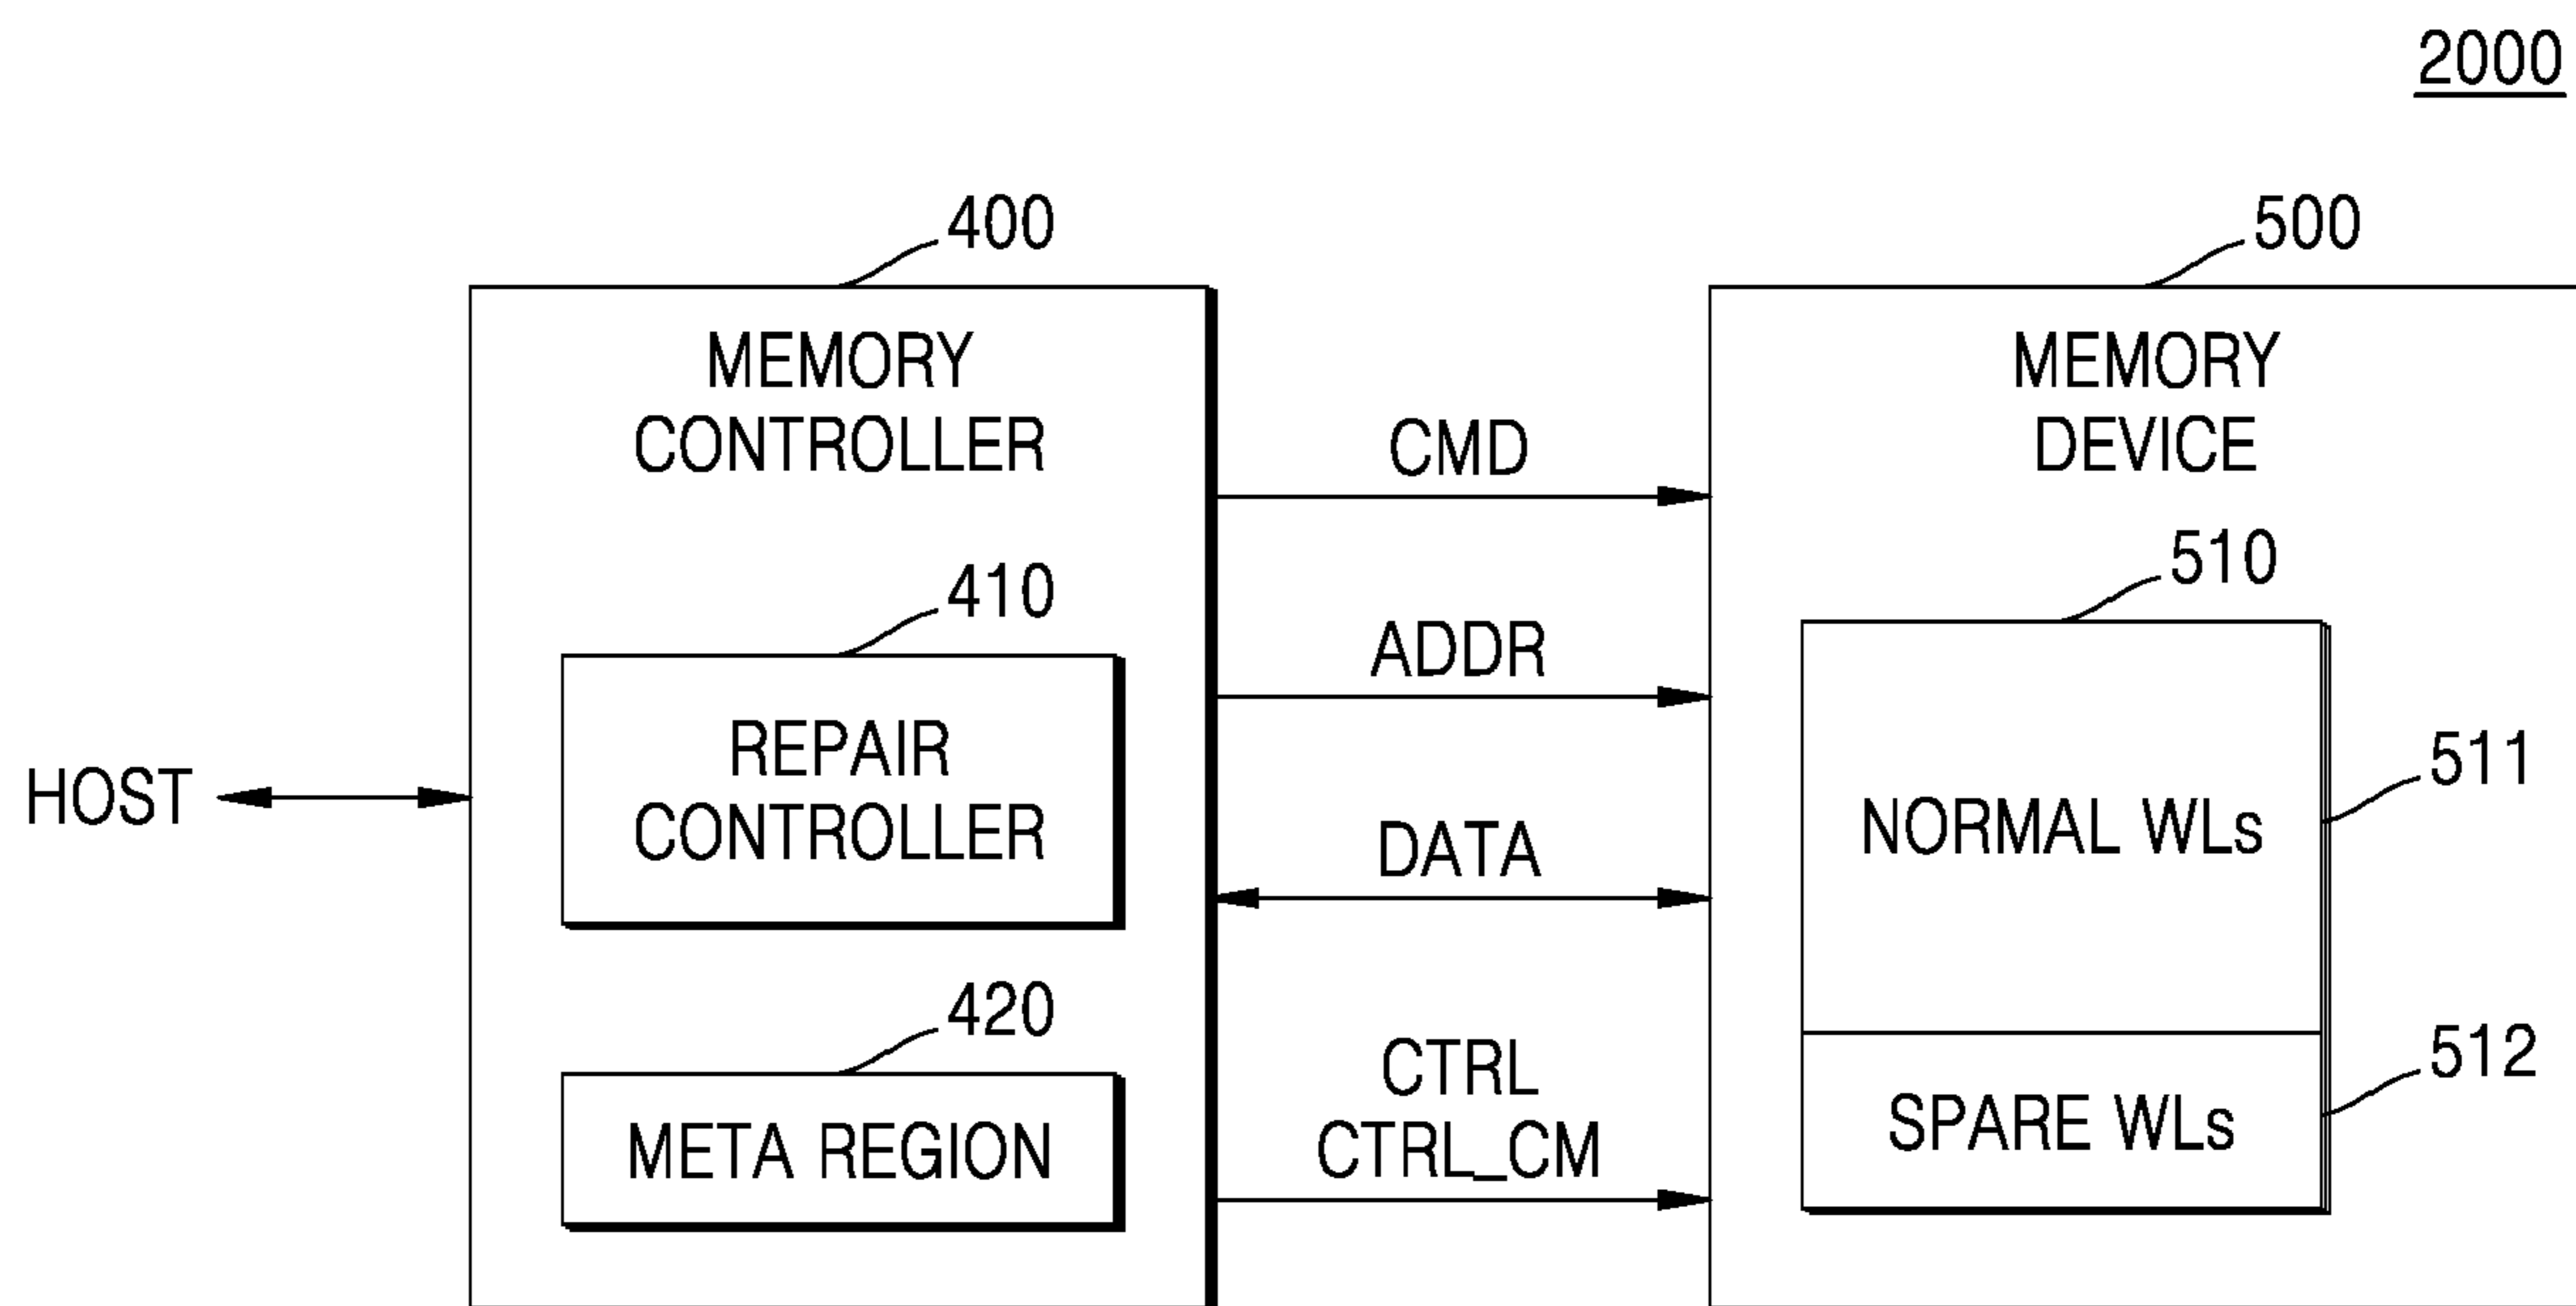 2000
400
500
MEMORY
CONTROLLER
MEMORY
DEVICE
CMD
410
510
ADDR
REPAIR
CONTROLLER
511
HOST
NORMAL WLs
DATA
420
512
CTRL
CTRL_CM
META REGION
SPARE WLs